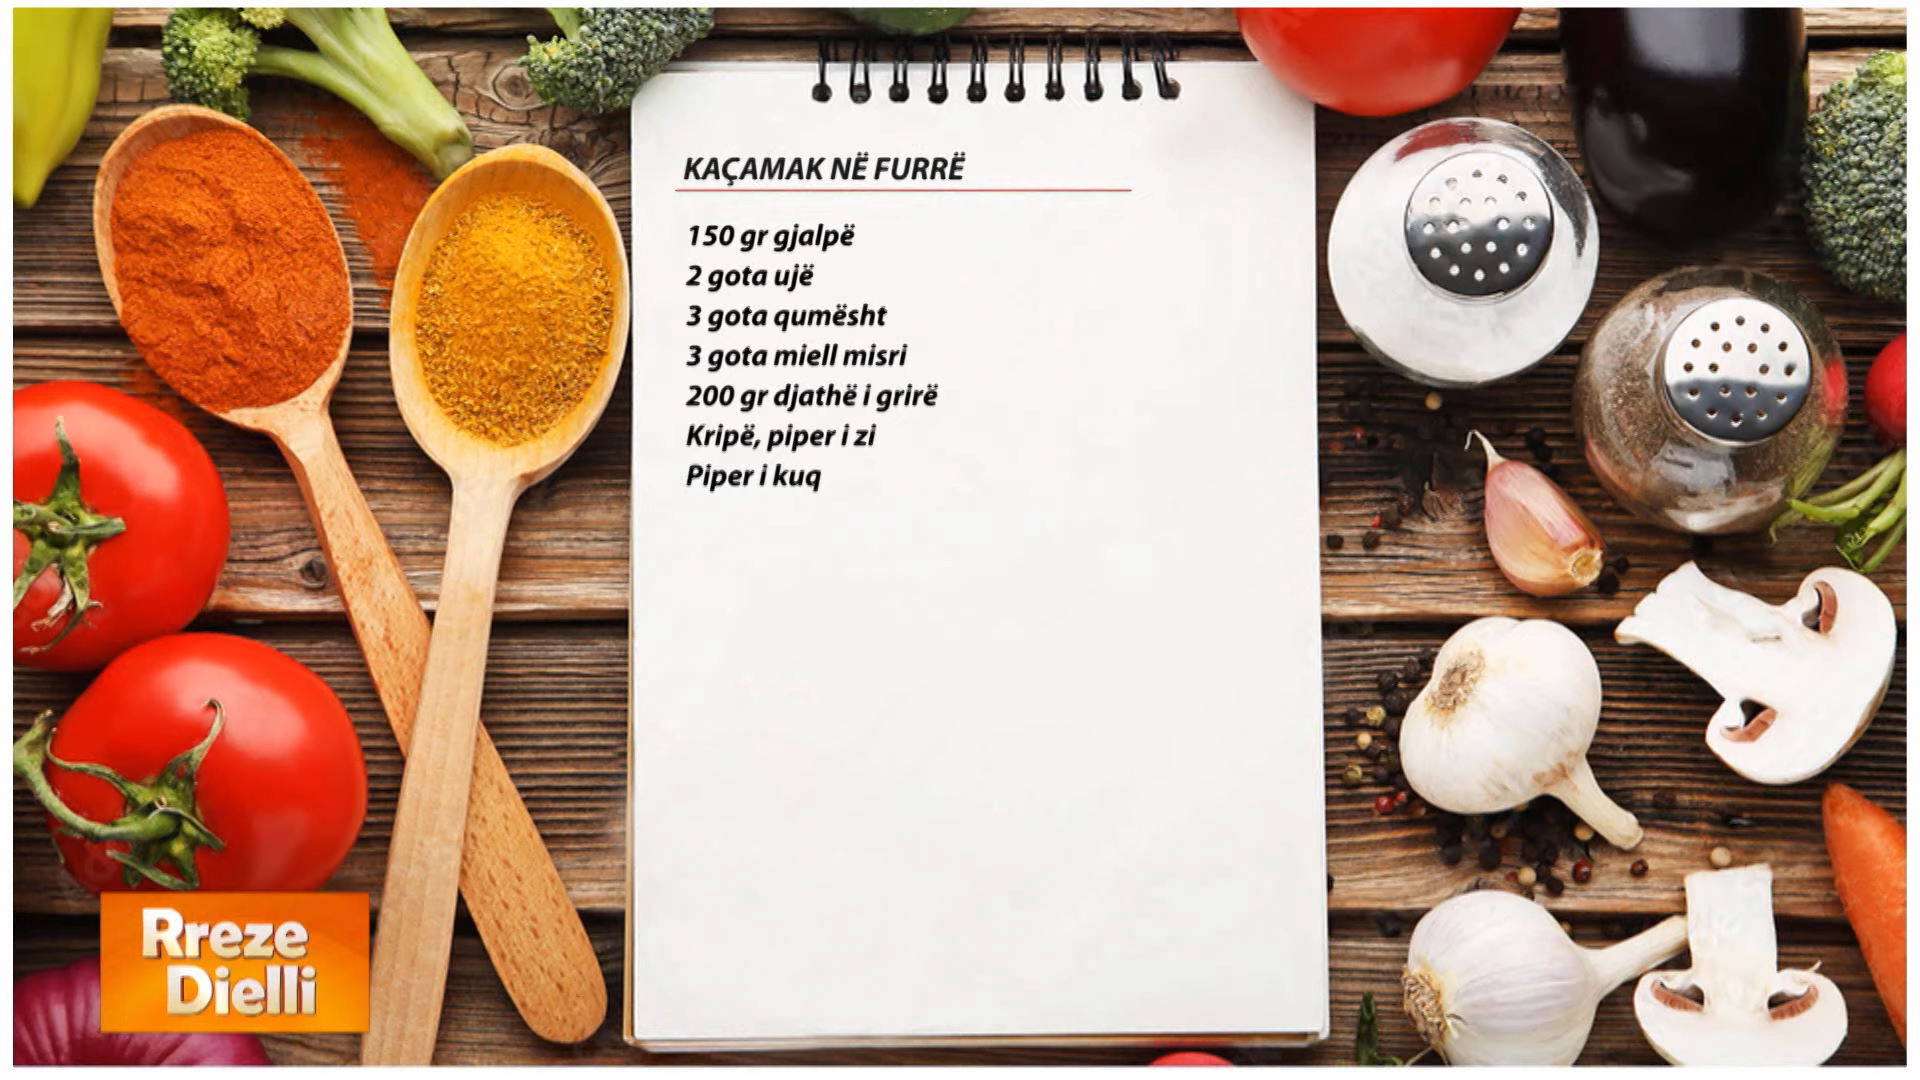 KAÇAMAK NË FURRË
150 gr gjalpë
2 gota ujë
3 gota qumësht
3 gota miell misri
200 gr djathë i grirë
Kripë, piper i zi
Piper i kuq
Rreze
Dielli